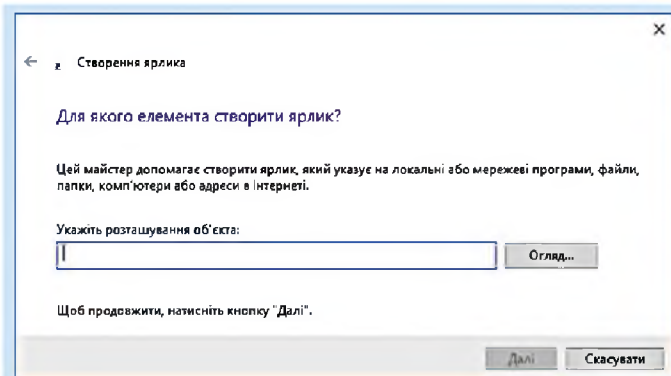 Створення ярлика
Для якого елемента створити ярлик?
Цей майстер допомагає створити ярлик, який указує на локальні або мережеві програми, файли,
папки, комп'ютери або адреси в Інтернеті.
Укажіть розташування об'єкта:
Огляд...
Щоб продовжити, натисніть кнопку "Далі".
Далі
Скасувати